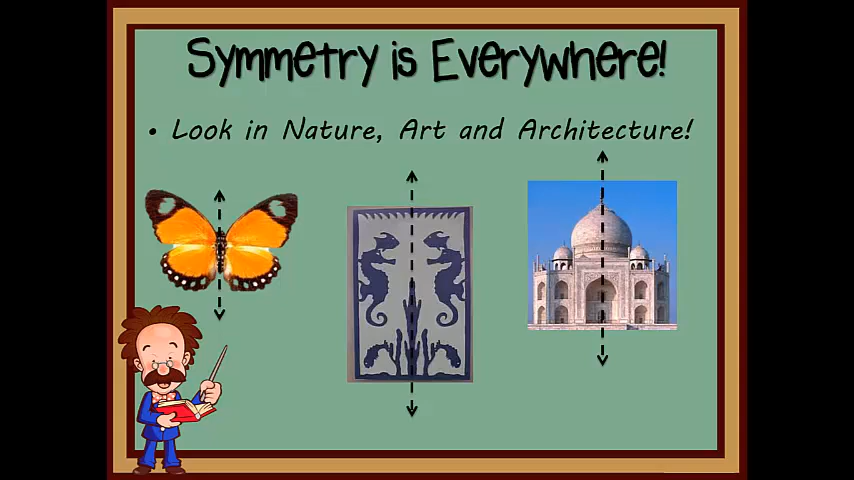 Symmetry is Everywhere!
• Look in Nature, Art and Architecture!